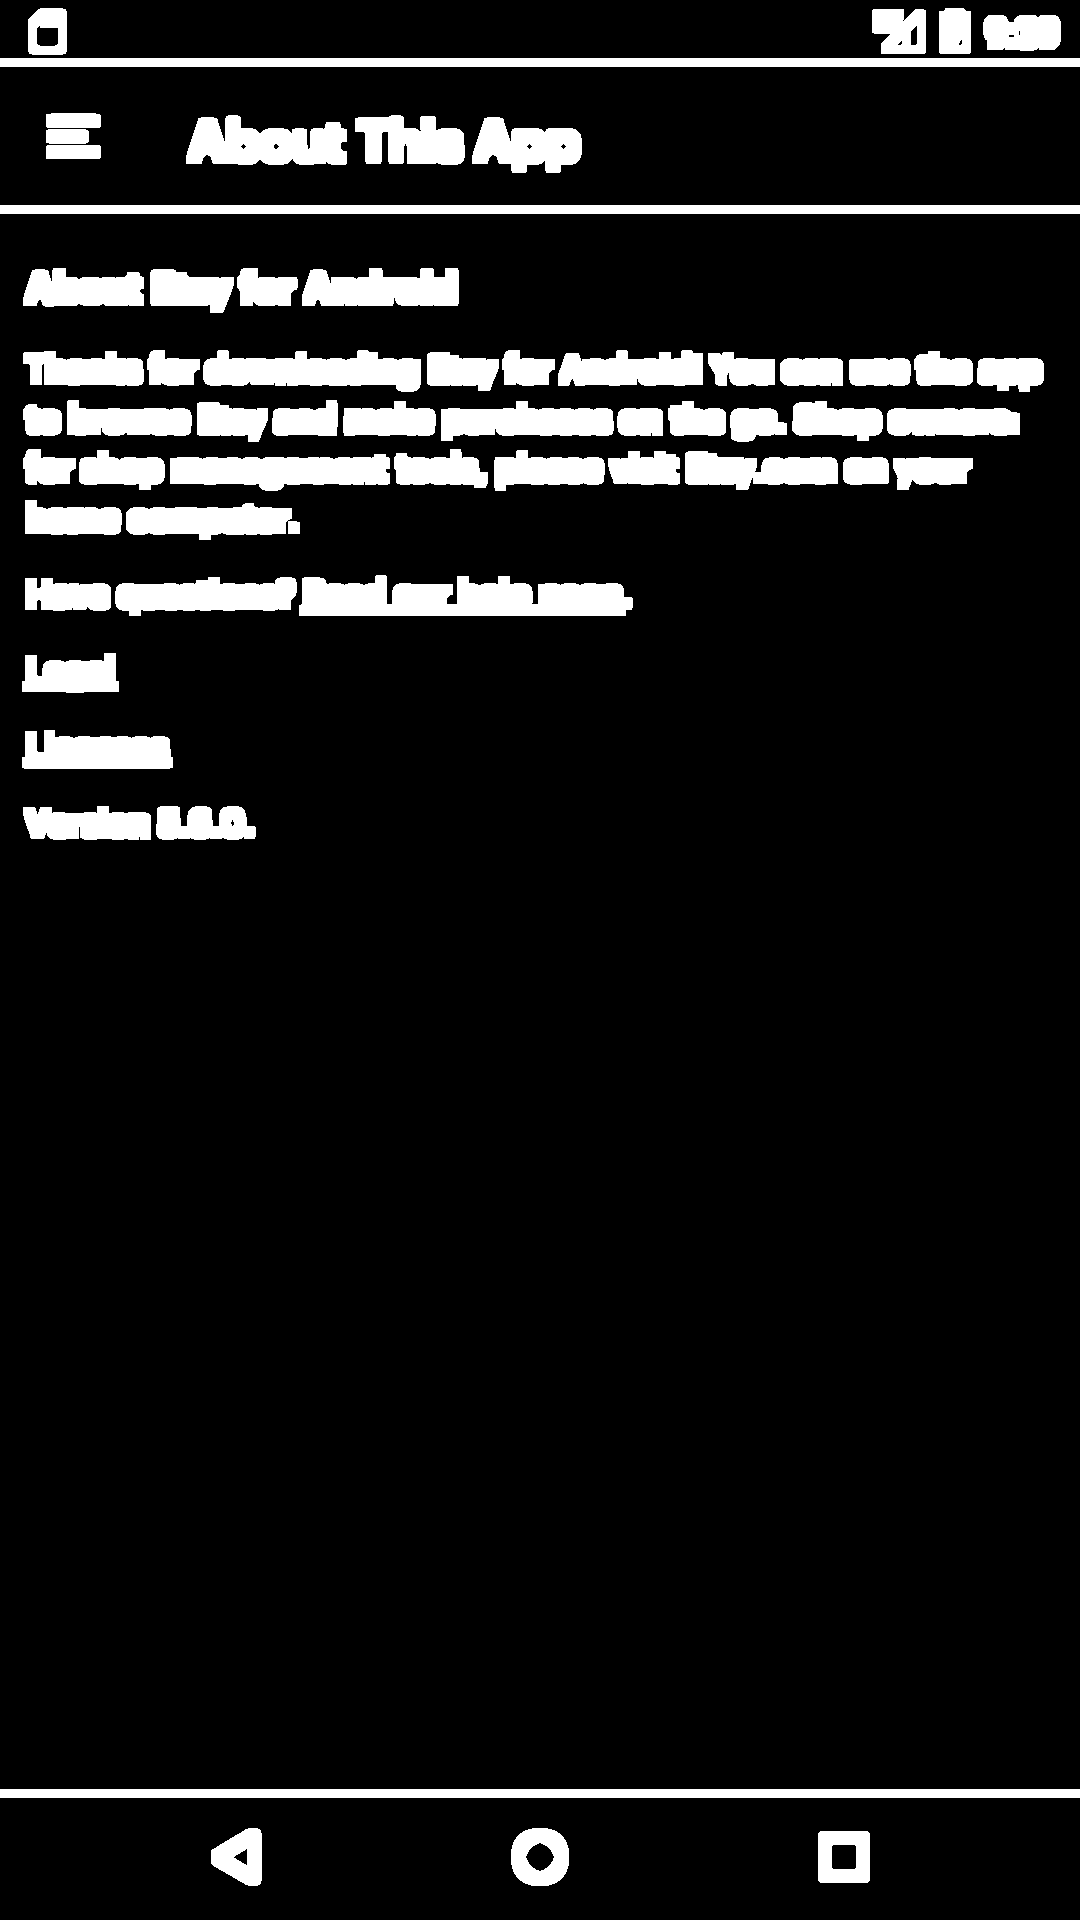 About This App
About Etsy for Android
Thanks for downloading Etsy for Android! You can use the app
to browse Etsy and make purchases on the go. Shop owners:
for shop management tools, please visit Etsy.com on your
home computer.
Have questions? Read our help page.
Legal
Licenses
Version 5.6.0.